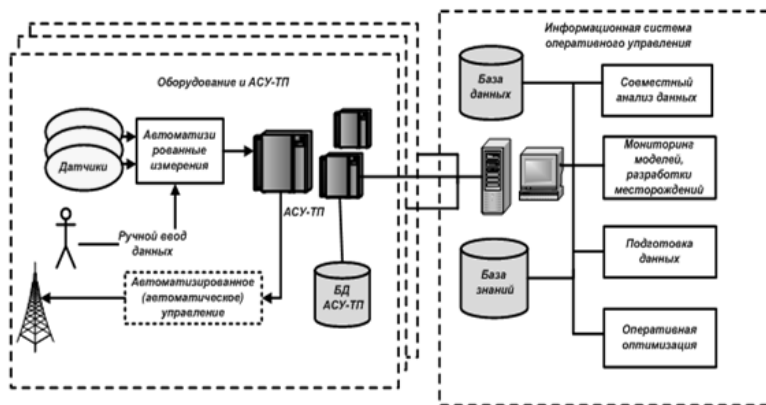 Оборудование и АСУ-ТП
Датчики
Автоматизи
рованные
измерения
АСУ-ТП
Ручной ввод
данных
Автоматизированное
(автоматическое)
управление
БД
АСУ-ТП
Информационная система
оперативного управления
База
данных
Совместный
анализ данных
Мониторинг
моделей,
разработки
месторождений
База
знаний
Подготовка
данных
Оперативная
оптимизация